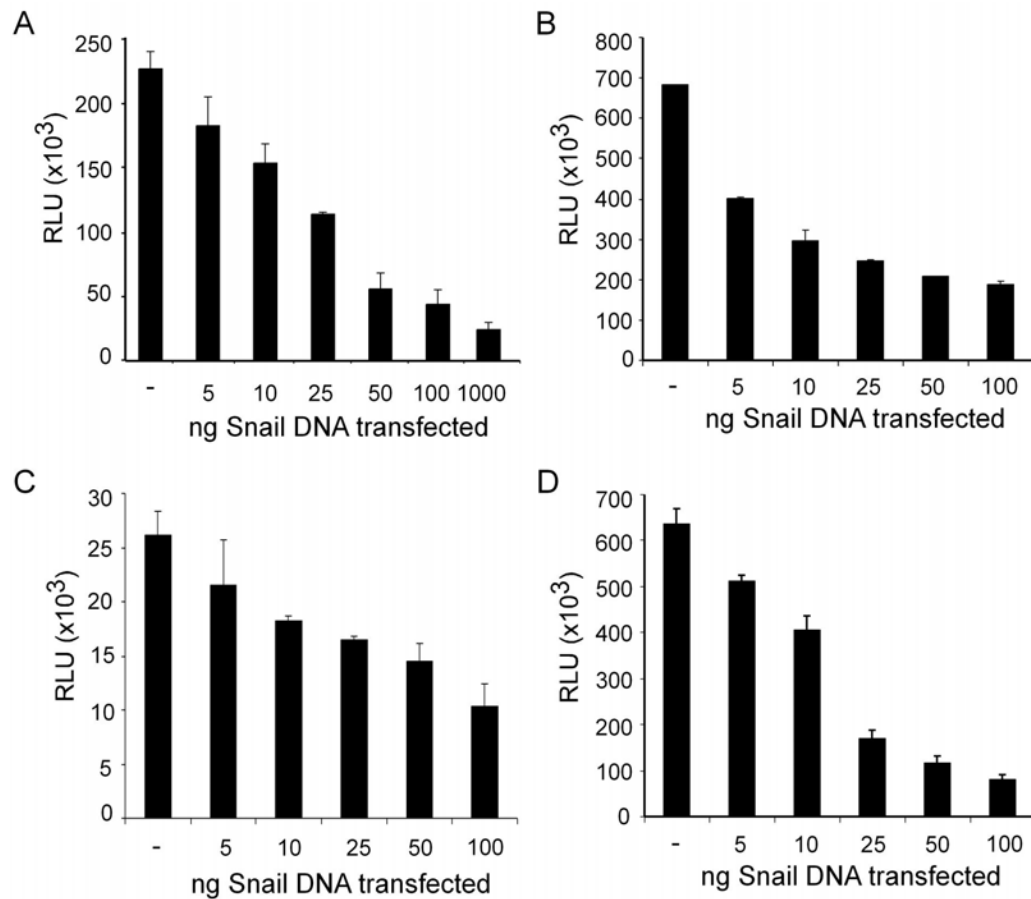 A
250
200
150
100
50
0
RLU (x10³)
- 5 10 25 50 100 1000
ng Snail DNA transfected
B
800
700
600
500
400
300
200
100
0
RLU (x10³)
- 5 10 25 50 100
ng Snail DNA transfected
C
30
25
20
15
10
5
0
RLU (x10³)
- 5 10 25 50 100
ng Snail DNA transfected
D
700
600
500
400
300
200
100
0
RLU (x10³)
- 5 10 25 50 100
ng Snail DNA transfected